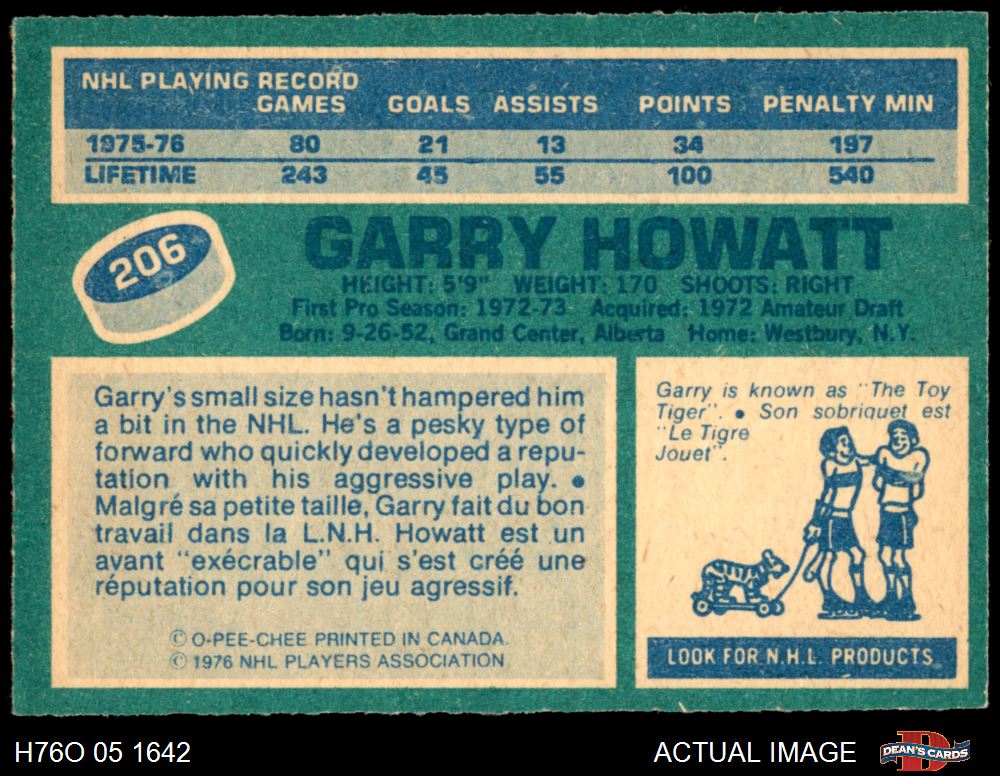 NHL PLAYING RECORD
GAMES GOALS ASSISTS POINTS PENALTY MIN
1975-76 80 21 13 34 197
LIFETIME 243 45 55 100 540
206
GARRY HOWATT
HEIGHT: 5'9" WEIGHT: 170 SHOOTS: RIGHT
First Pro Season: 1972-73 Acquired: 1972 Amateur Draft
Born: 9-26-52, Grand Center, Alberta Home: Westbury, N.Y.
Garry's small size hasn't hampered him
a bit in the NHL. He's a pesky type of
forward who quickly developed a repu-
tation with his aggressive play. •
Malgré sa petite taille, Garry fait du bon
travail dans la L.N.H. Howatt est un
avant "exécrable" qui s'est créé une
réputation pour son jeu agressif.
© O-PEE-CHEE PRINTED IN CANADA.
© 1976 NHL PLAYERS ASSOCIATION
Garry is known as "The Toy
Tiger". • Son sobriquet est
"Le Tigre
Jouet".
LOOK FOR N.H.L. PRODUCTS
H76O 05 1642
ACTUAL IMAGE
DEAN'S CARDS